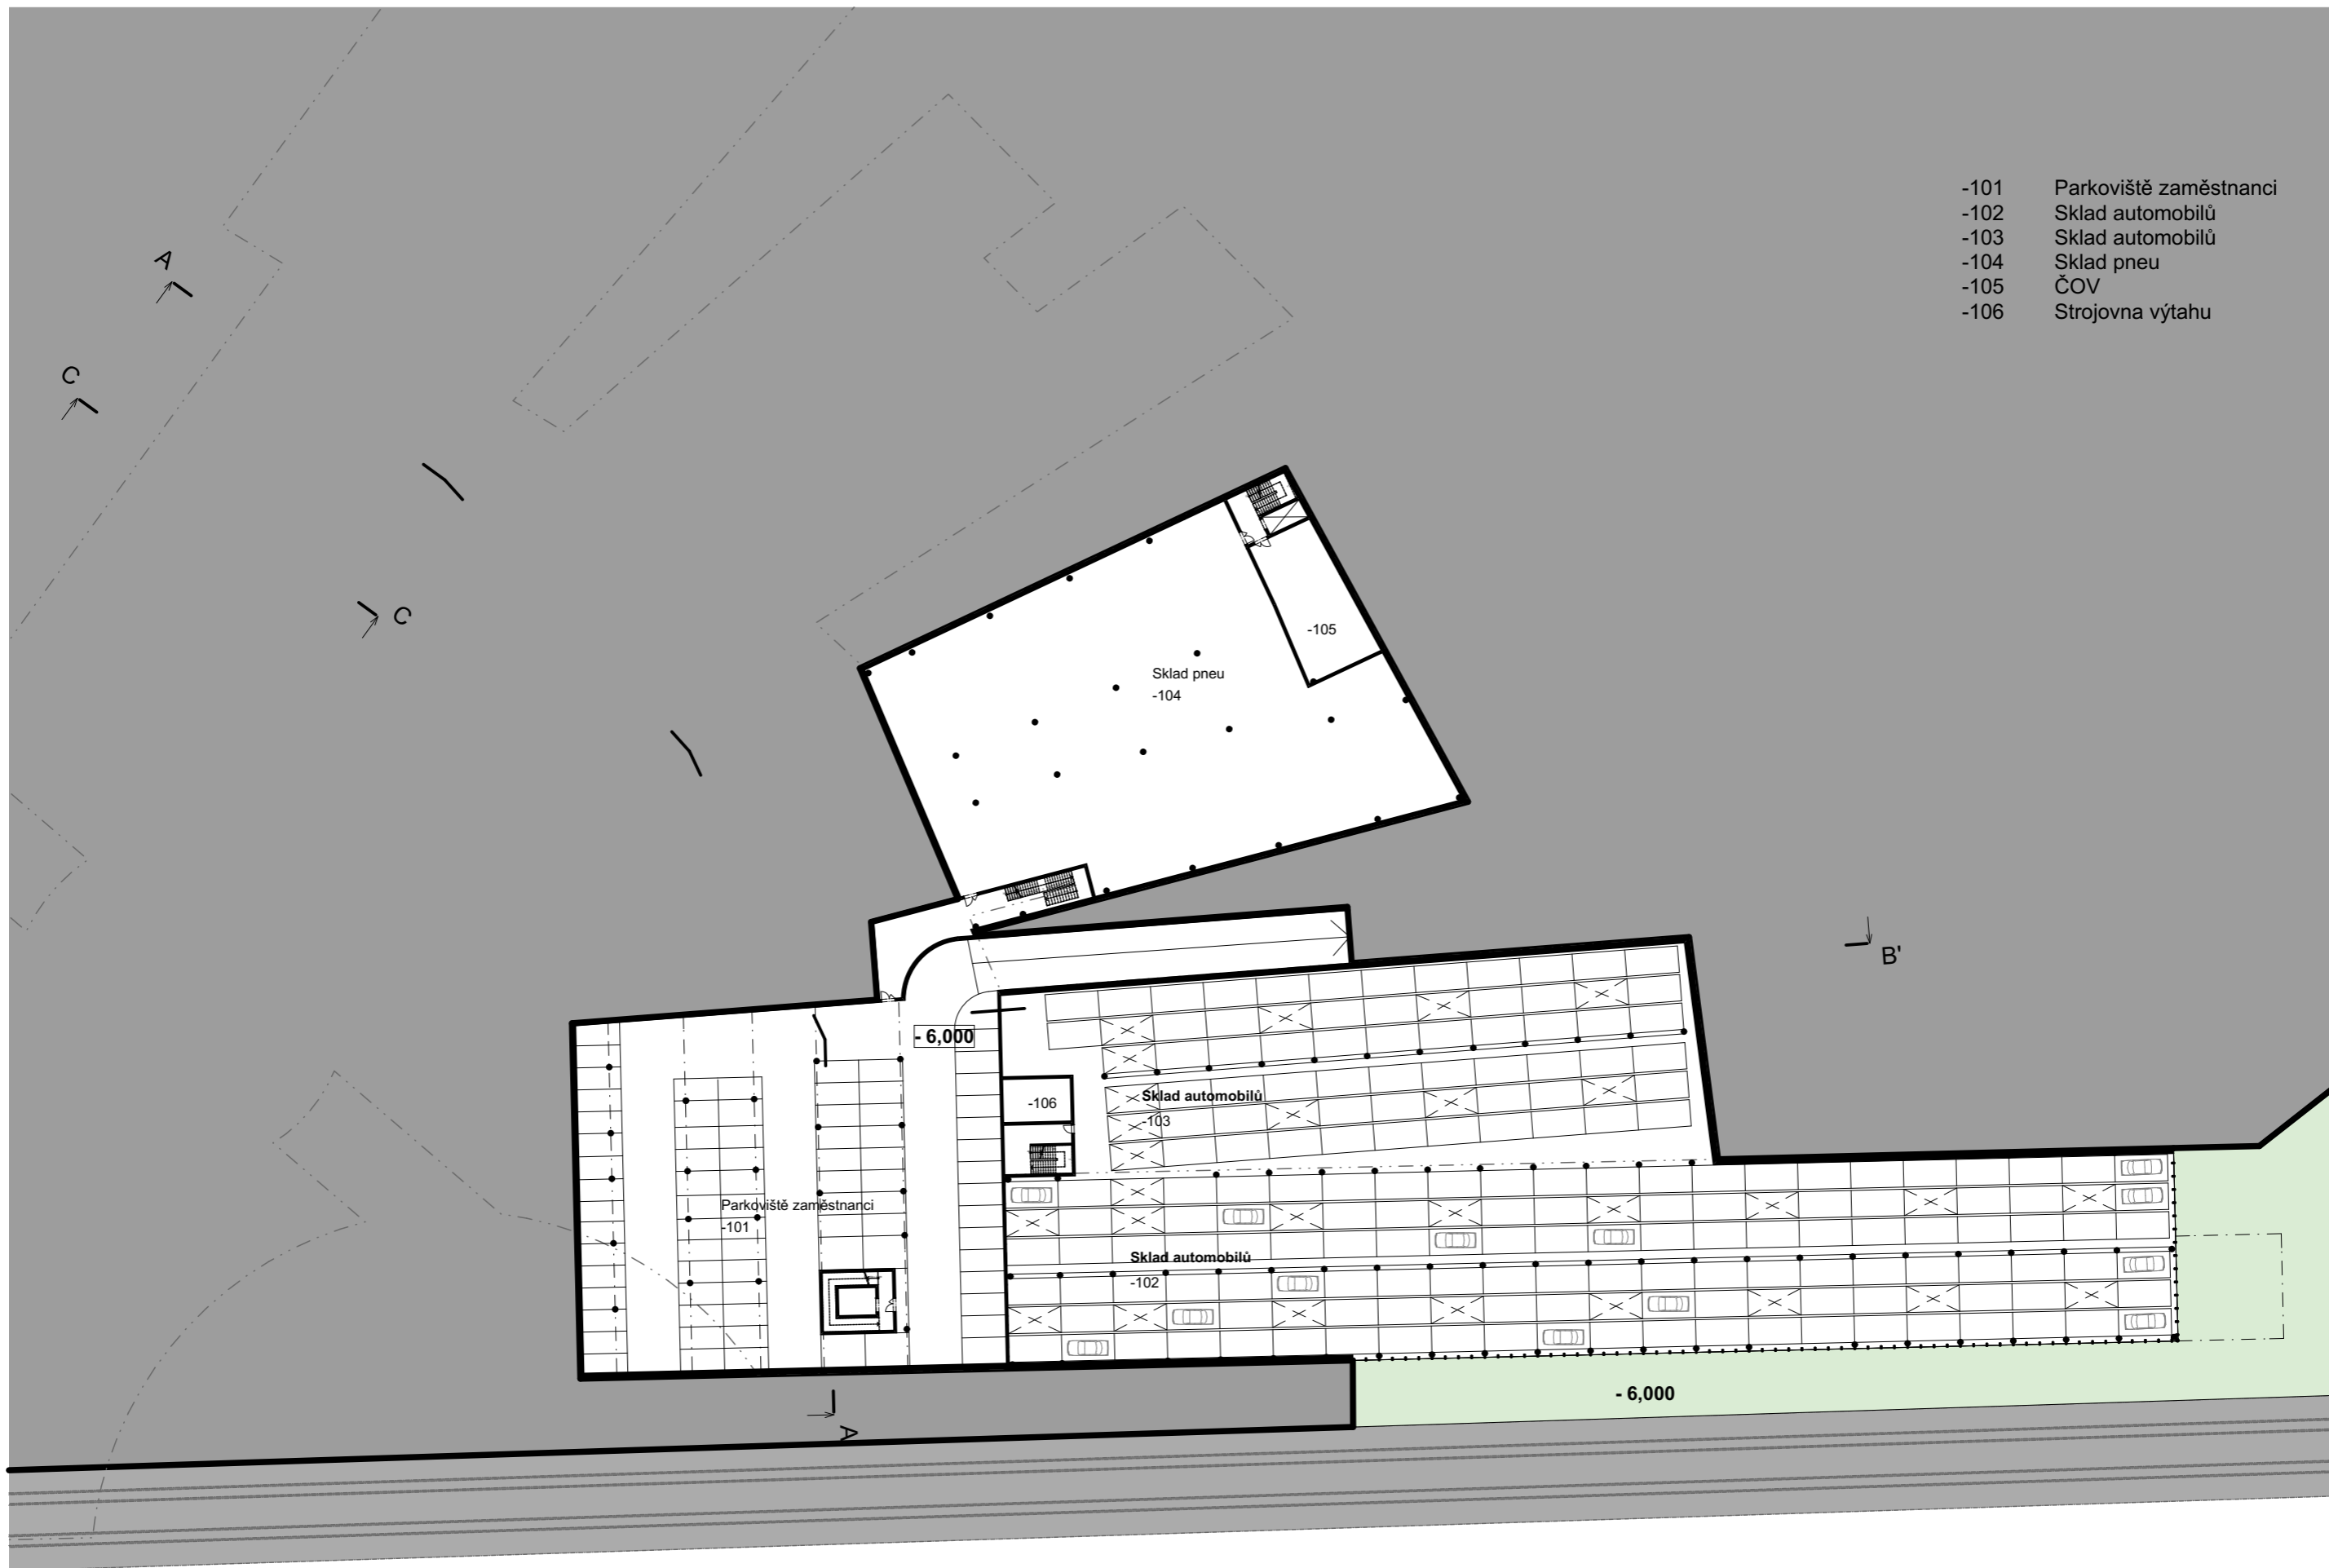 -101 Parkoviště zaměstnanci
-102 Sklad automobilů
-103 Sklad automobilů
-104 Sklad pneu
-105 ČOV
-106 Strojovna výtahu
A
C
C
-105
Sklad pneu
-104
B'
- 6,000
-106
Sklad automobilů
-103
Parkoviště zaměstnanci
-101
Sklad automobilů
-102
- 6,000
A